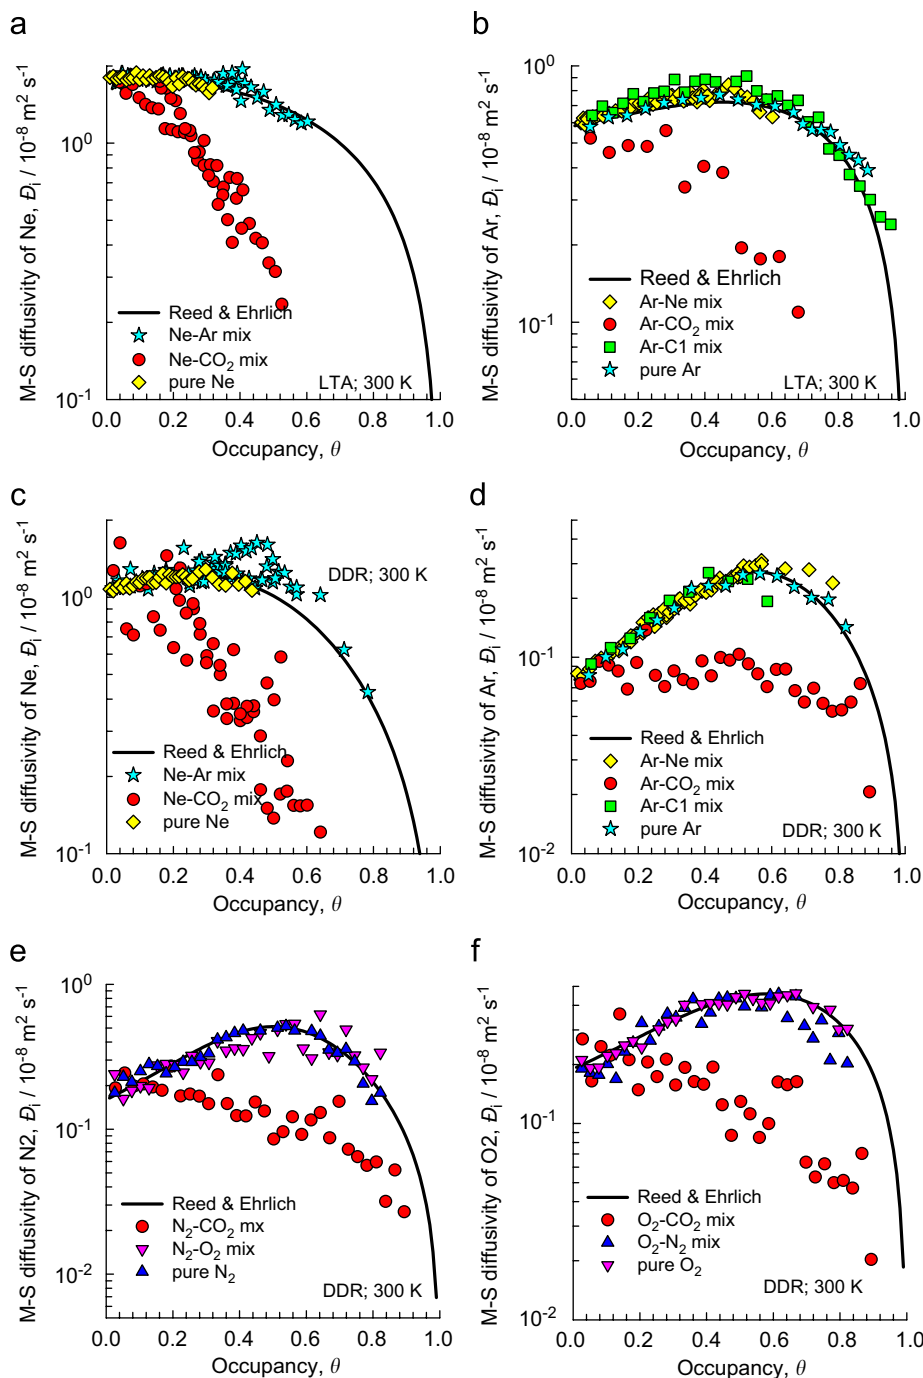 a
M-S diffusivity of Ne, Đi / 10⁻⁸ m² s⁻¹
10⁰
10⁻¹
Reed & Ehrlich
Ne-Ar mix
Ne-CO₂ mix
pure Ne
LTA; 300 K
0.0 0.2 0.4 0.6 0.8 1.0
Occupancy, θ
b
M-S diffusivity of Ar, Đi / 10⁻⁸ m² s⁻¹
10⁰
10⁻¹
Reed & Ehrlich
Ar-Ne mix
Ar-CO₂ mix
Ar-C1 mix
pure Ar
LTA; 300 K
0.0 0.2 0.4 0.6 0.8 1.0
Occupancy, θ
c
M-S diffusivity of Ne, Đi / 10⁻⁸ m² s⁻¹
10⁰
10⁻¹
DDR; 300 K
Reed & Ehrlich
Ne-Ar mix
Ne-CO₂ mix
pure Ne
0.0 0.2 0.4 0.6 0.8 1.0
Occupancy, θ
d
M-S diffusivity of Ar, Đi / 10⁻⁸ m² s⁻¹
10⁻¹
10⁻²
Reed & Ehrlich
Ar-Ne mix
Ar-CO₂ mix
Ar-C1 mix
pure Ar
DDR; 300 K
0.0 0.2 0.4 0.6 0.8 1.0
Occupancy, θ
e
M-S diffusivity of N2, Đi / 10⁻⁸ m² s⁻¹
10⁰
10⁻¹
10⁻²
Reed & Ehrlich
N₂-CO₂ mx
N₂-O₂ mix
pure N₂
DDR; 300 K
0.0 0.2 0.4 0.6 0.8 1.0
Occupancy, θ
f
M-S diffusivity of O2, Đi / 10⁻⁸ m² s⁻¹
10⁻¹
10⁻²
Reed & Ehrlich
O₂-CO₂ mix
O₂-N₂ mix
pure O₂
DDR; 300 K
0.0 0.2 0.4 0.6 0.8 1.0
Occupancy, θ